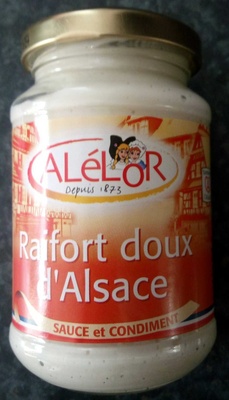 ALéLOR
Depuis 1873
Raifort doux
d'Alsace
SAUCE et CONDIMENT